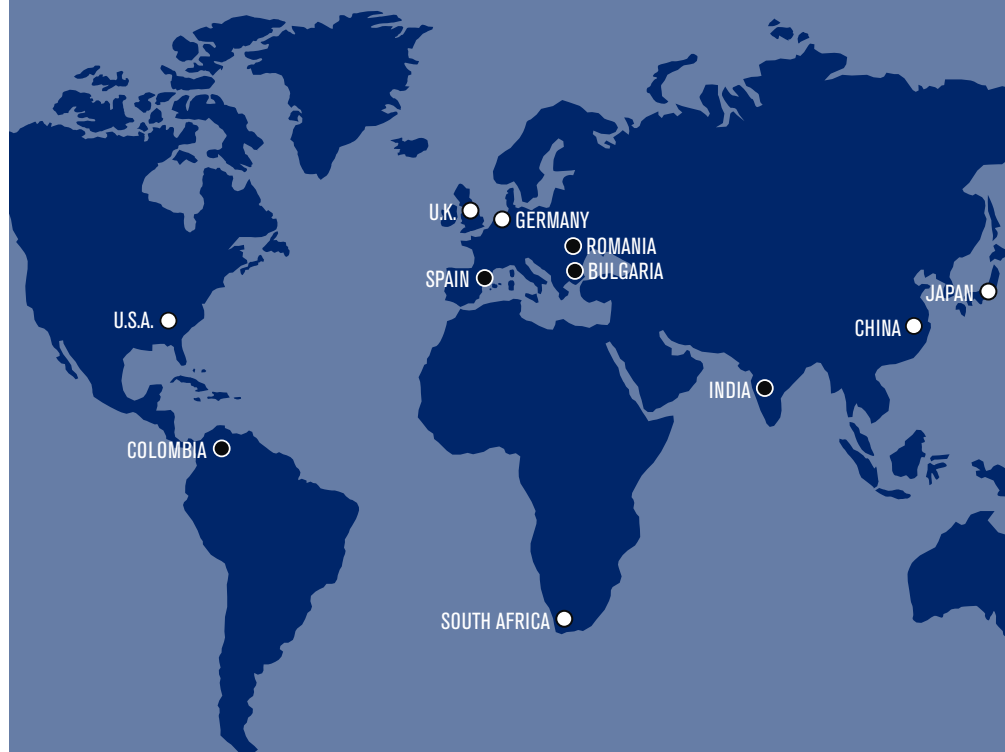 U.K.
GERMANY
ROMANIA
BULGARIA
SPAIN
JAPAN
U.S.A.
CHINA
INDIA
COLOMBIA
SOUTH AFRICA